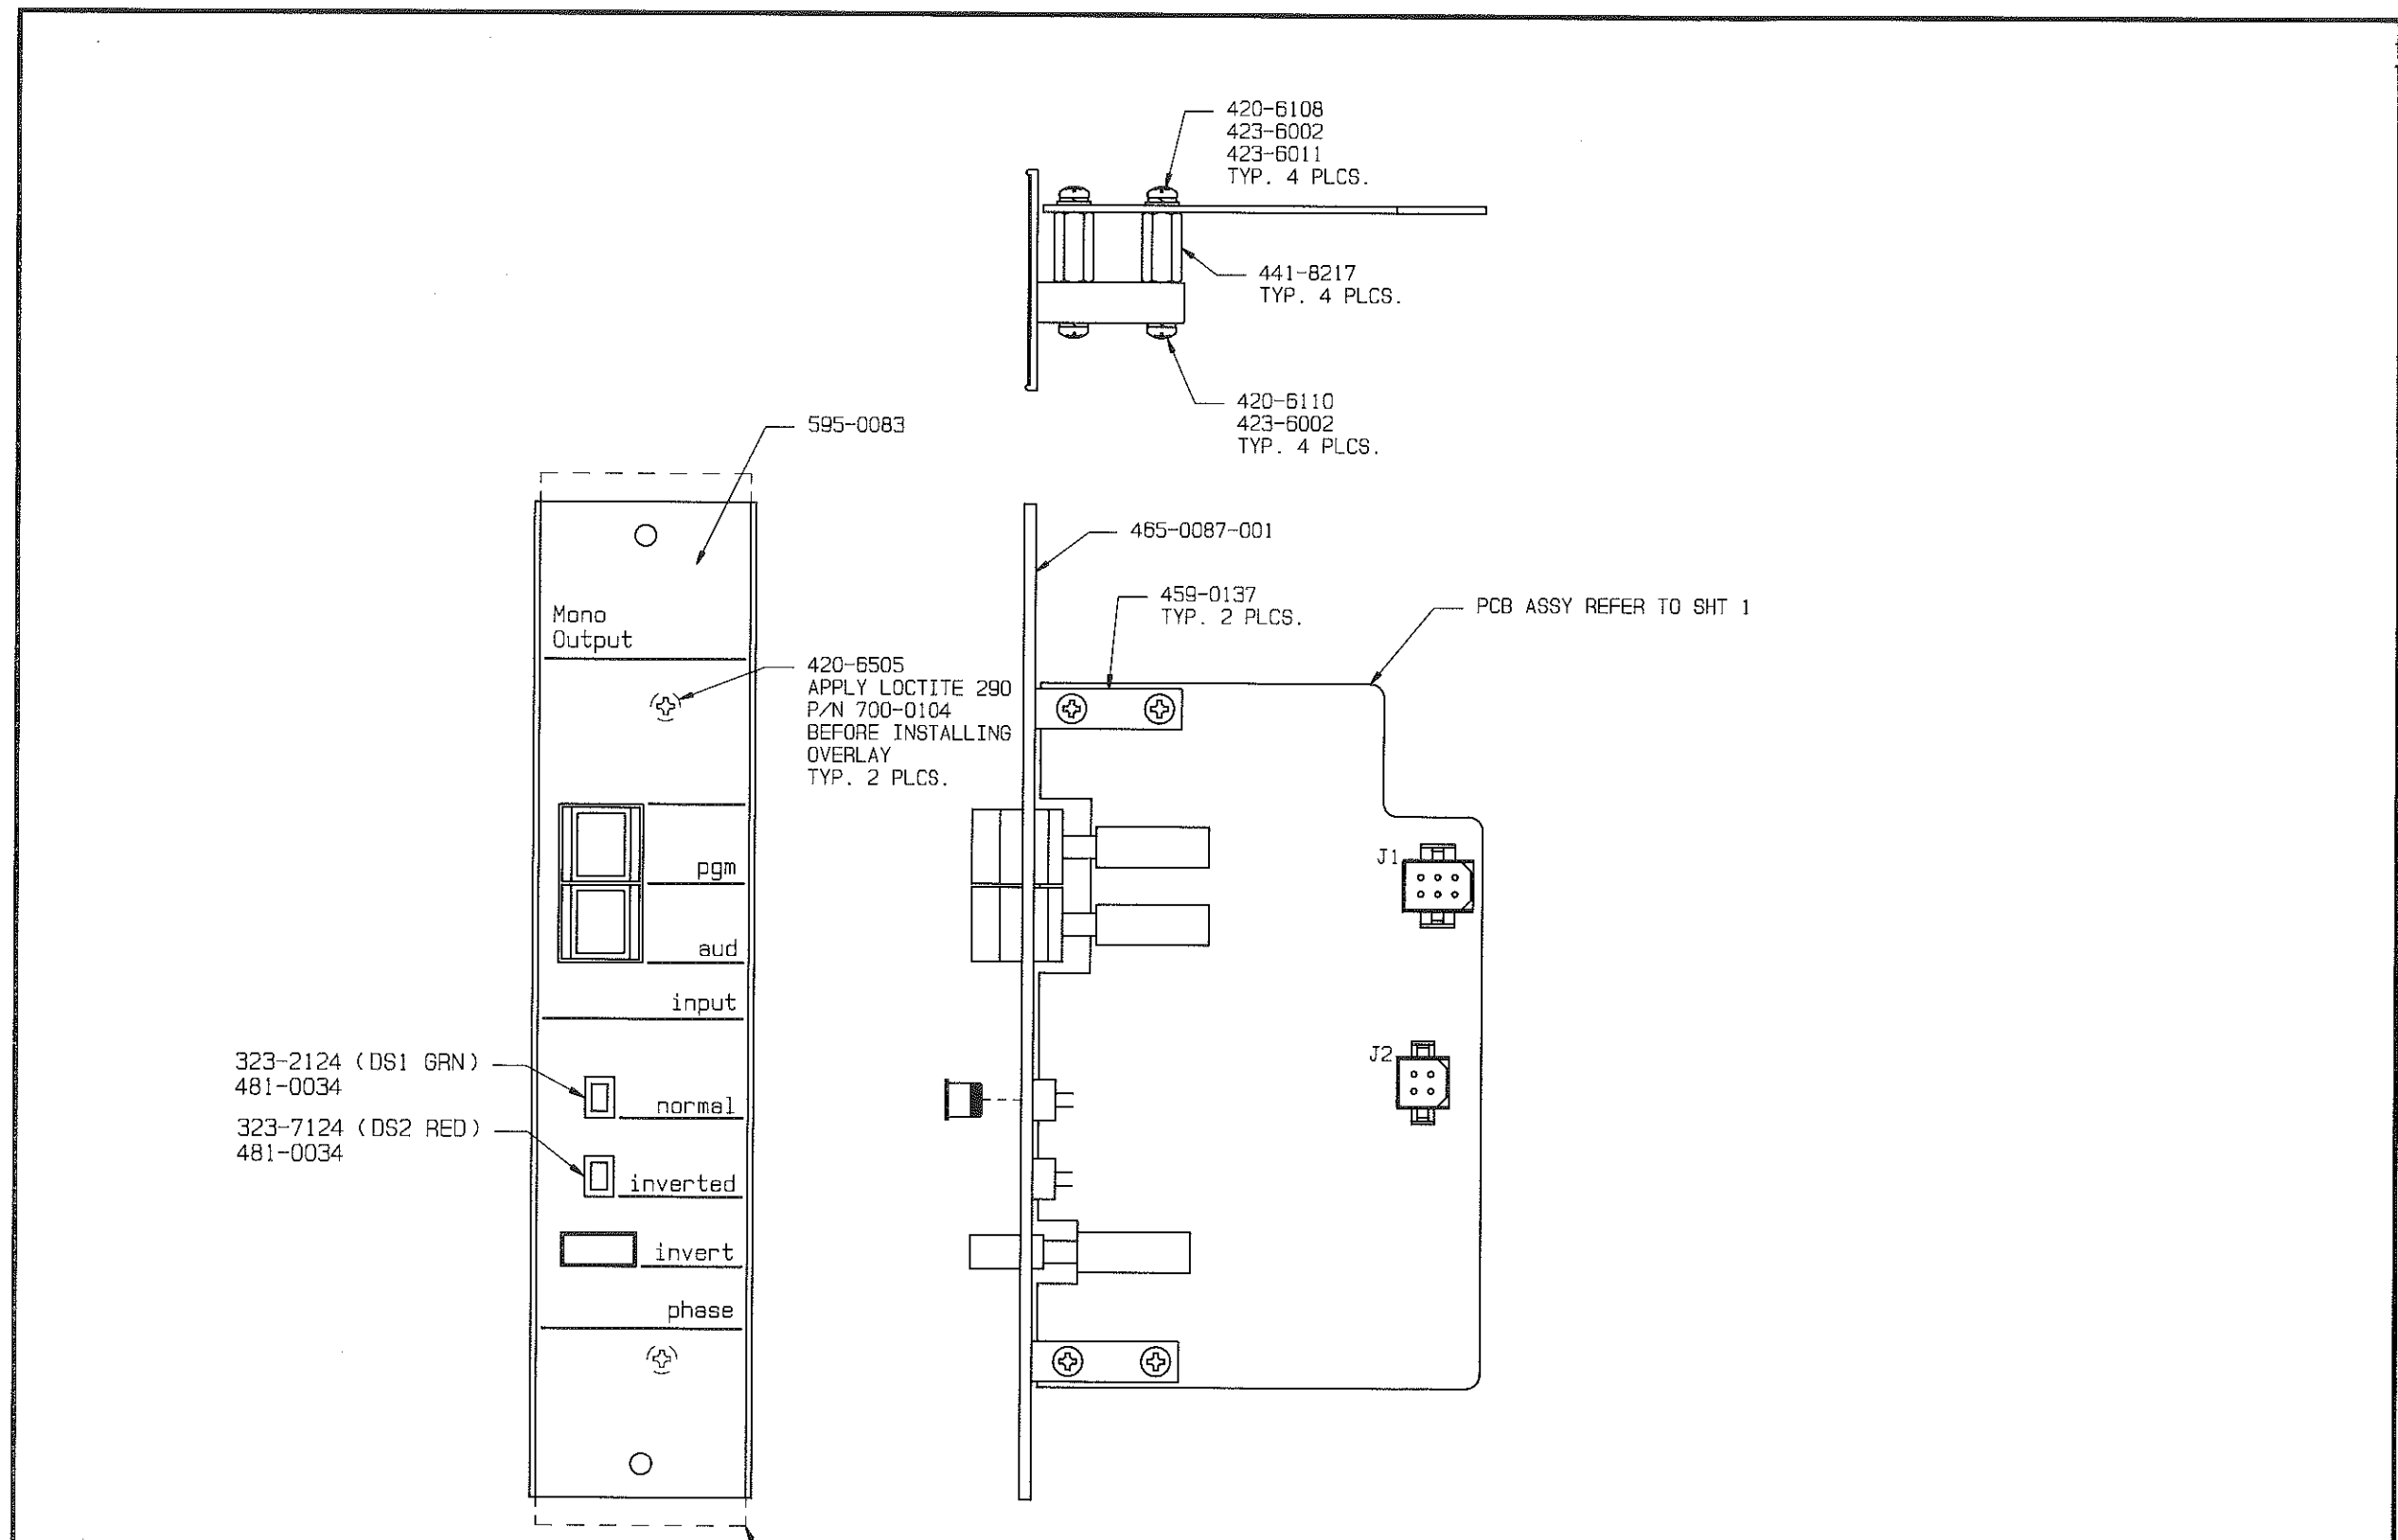 420-6108
423-6002
423-6011
TYP. 4 PLCS.
441-8217
TYP. 4 PLCS.
420-6110
423-6002
TYP. 4 PLCS.
595-0083
465-0087-001
459-0137
TYP. 2 PLCS.
PCB ASSY REFER TO SHT 1
Mono
Output
420-6505
APPLY LOCTITE 290
P/N 700-0104
BEFORE INSTALLING
OVERLAY
TYP. 2 PLCS.
pgm
aud
input
J1
323-2124 (DS1 GRN)
481-0034
normal
J2
323-7124 (DS2 RED)
481-0034
inverted
invert
phase